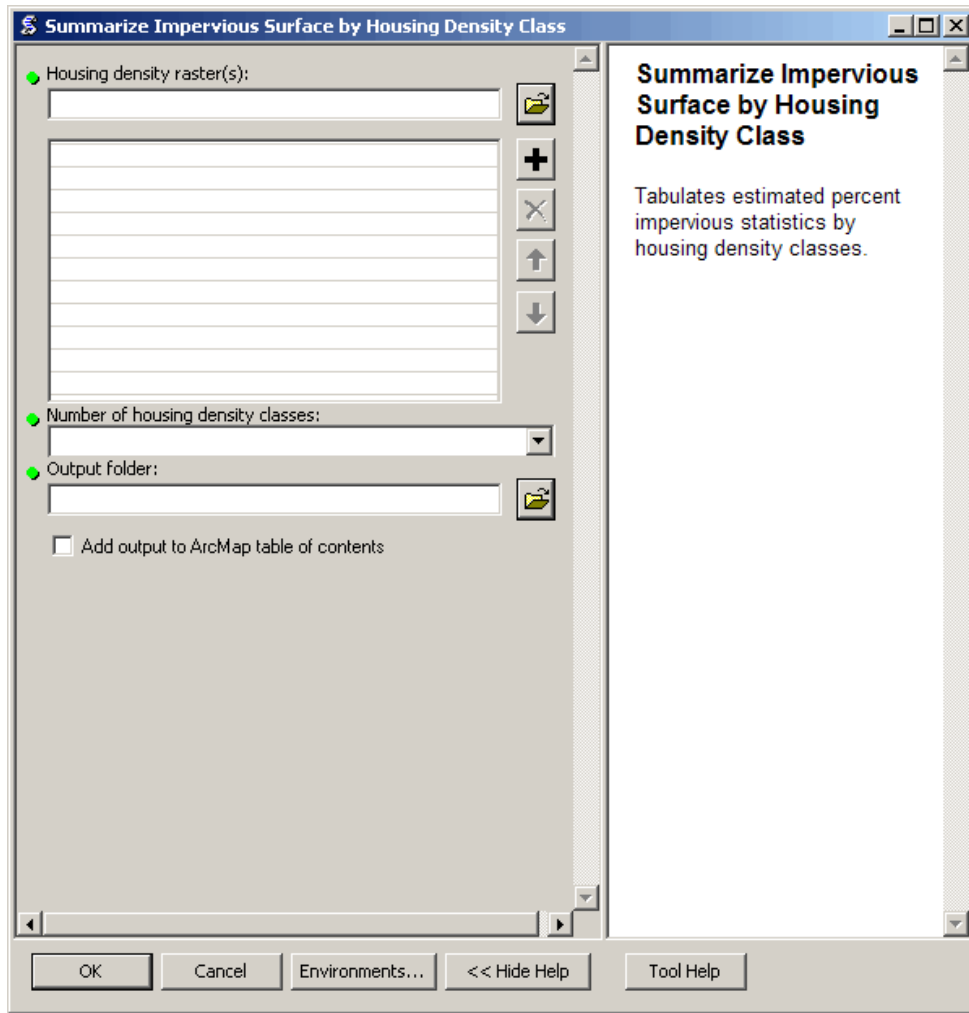 Summarize Impervious Surface by Housing Density Class
Housing density raster(s):
Number of housing density classes:
Output folder:
Add output to ArcMap table of contents
Summarize Impervious
Surface by Housing
Density Class
Tabulates estimated percent
impervious statistics by
housing density classes.
OK
Cancel
Environments...
<< Hide Help
Tool Help